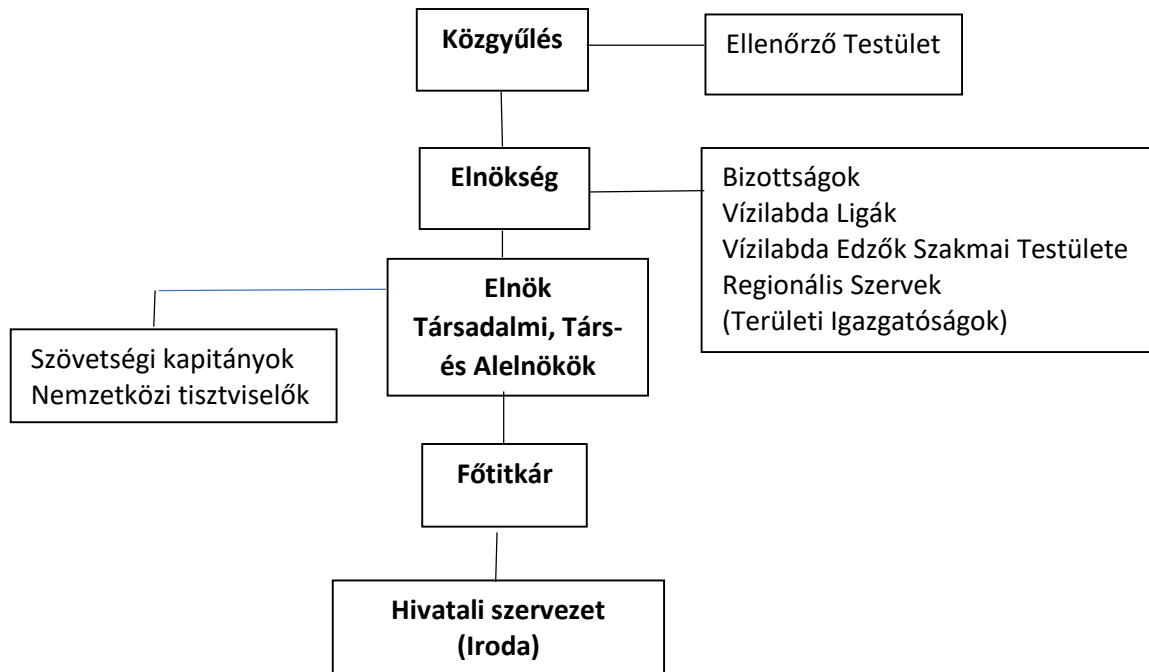 Közgyűlés
Ellenőrző Testület
Elnökség
Bizottságok
Vízilabda Ligák
Vízilabda Edzők Szakmai Testülete
Regionális Szervek
(Területi Igazgatóságok)
Elnök
Társadalmi, Társ-
és Alelnökök
Szövetségi kapitányok
Nemzetközi tisztviselők
Főtitkár
Hivatali szervezet
(Iroda)